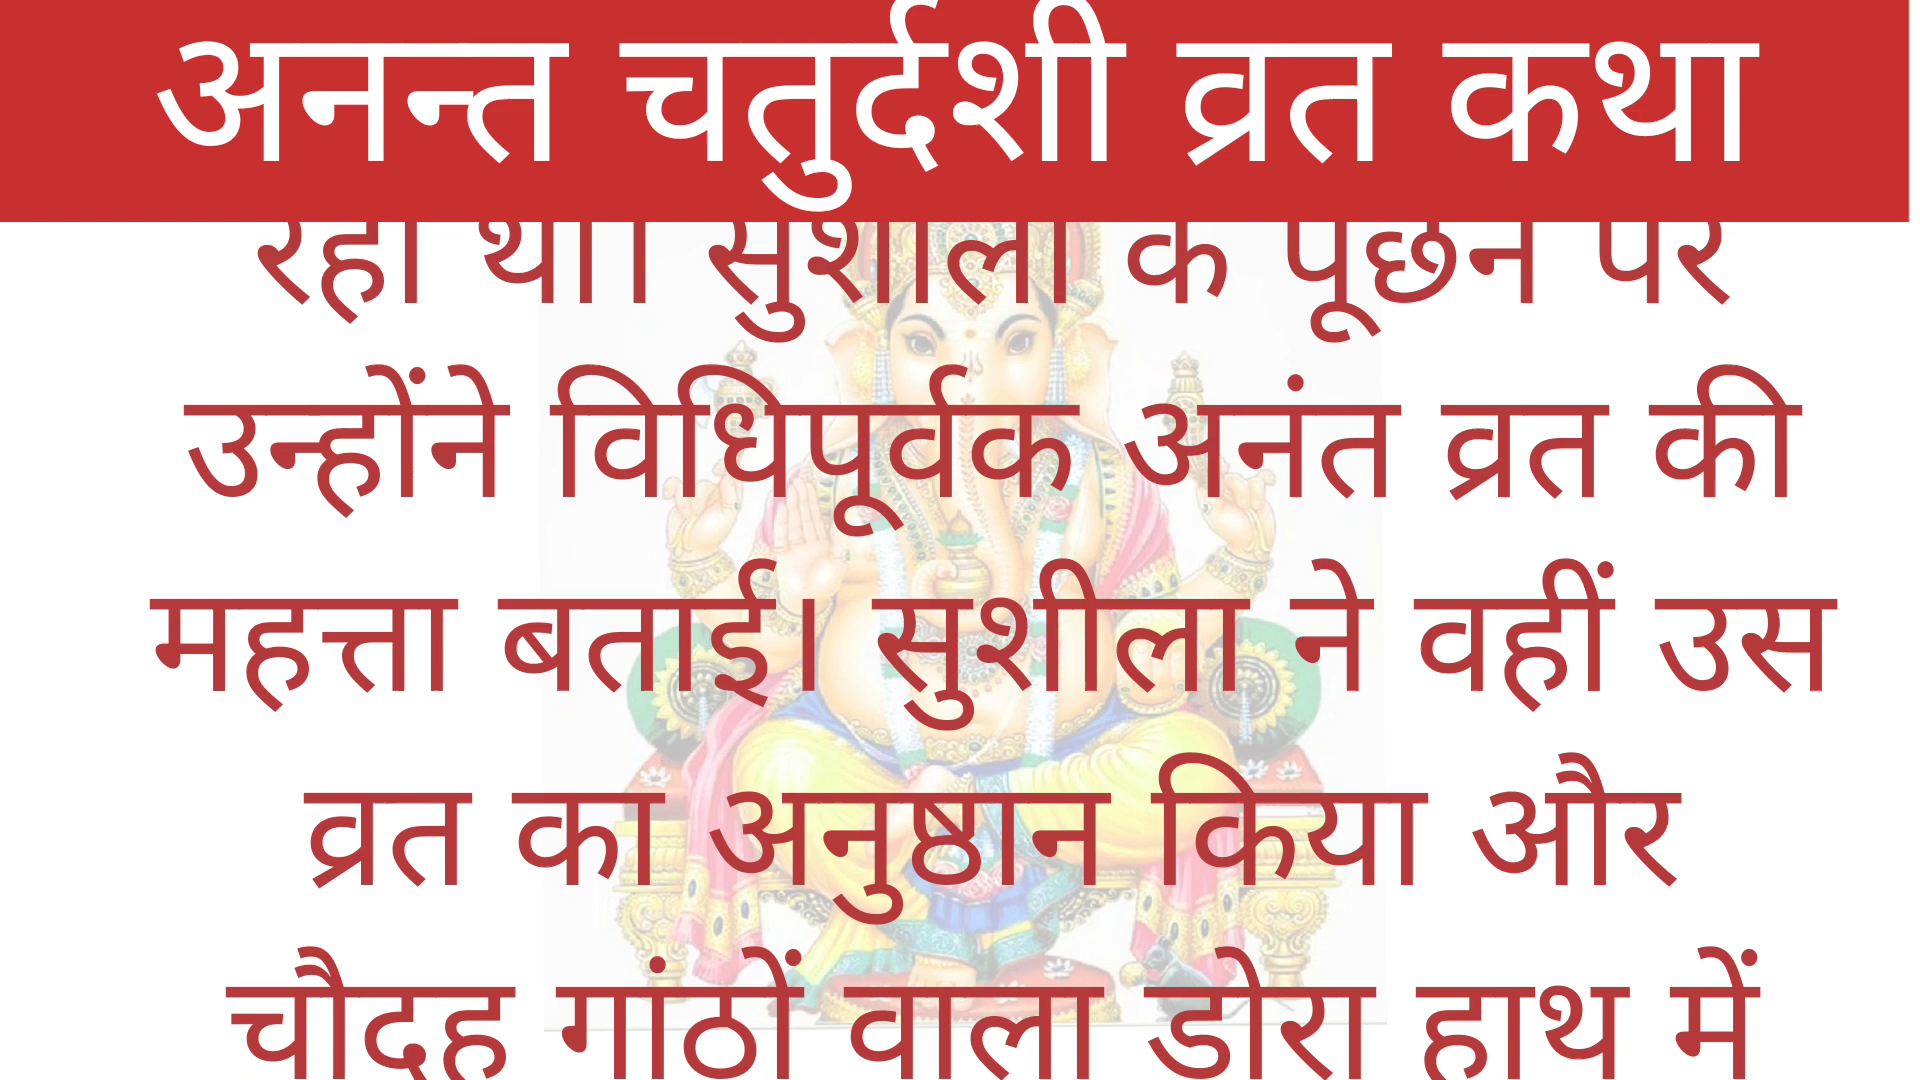 अनन्त चतुर्दशी व्रत कथा
रही थीं। सुशीला के पूछने पर
उन्होंने विधिपूर्वक अनंत व्रत की
महत्ता बताई। सुशीला ने वहीं उस
व्रत का अनुष्ठान किया और
चौदह गांठों वाला डोरा हाथ में